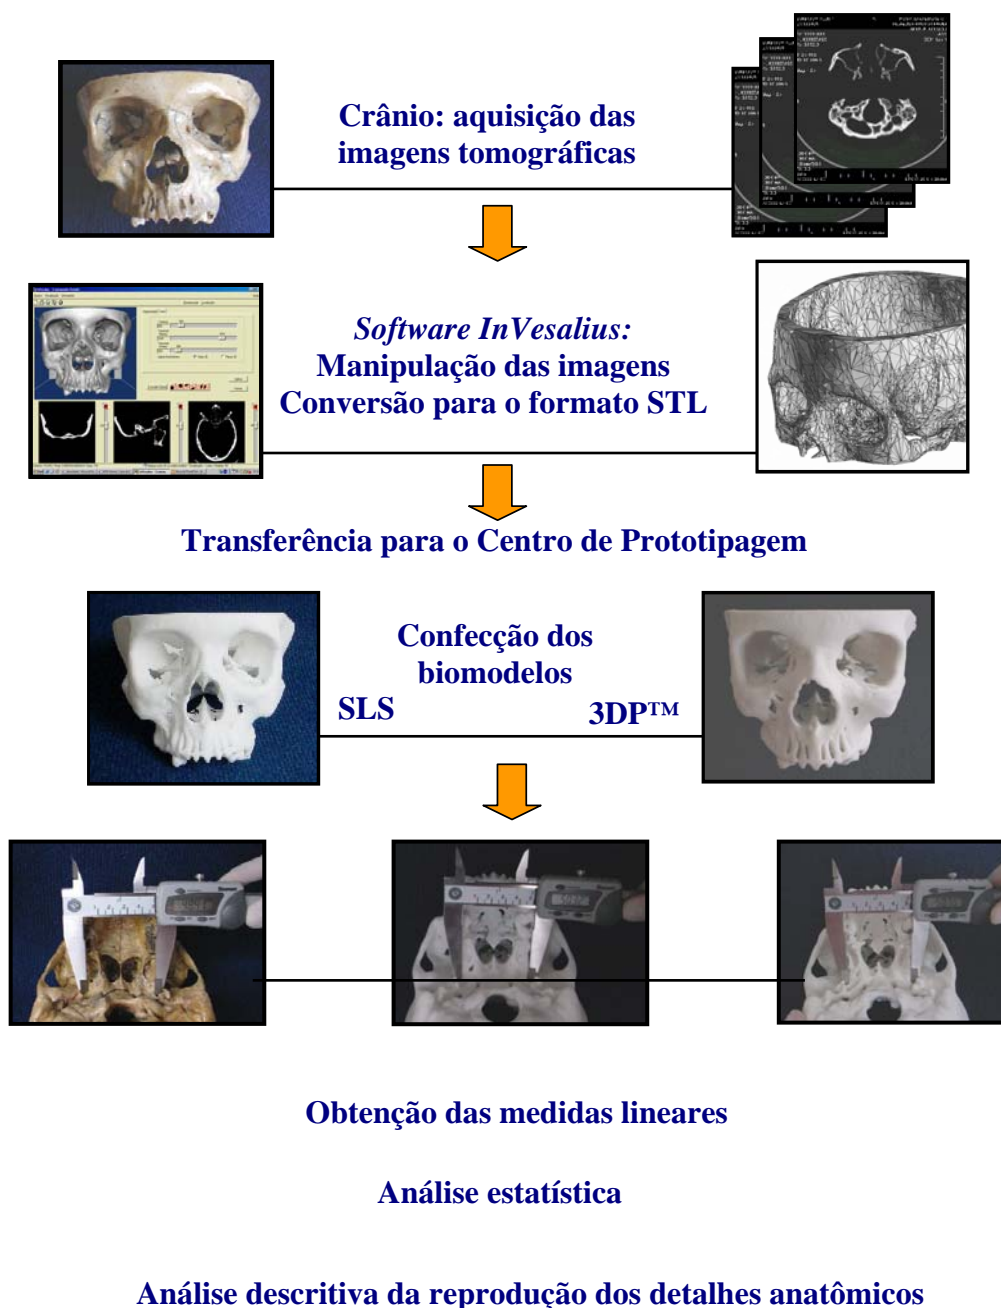 Crânio: aquisição das
imagens tomográficas
Software InVesalius:
Manipulação das imagens
Conversão para o formato STL
Transferência para o Centro de Prototipagem
Confecção dos
biomodelos
SLS
3DP™
Obtenção das medidas lineares
Análise estatística
Análise descritiva da reprodução dos detalhes anatômicos